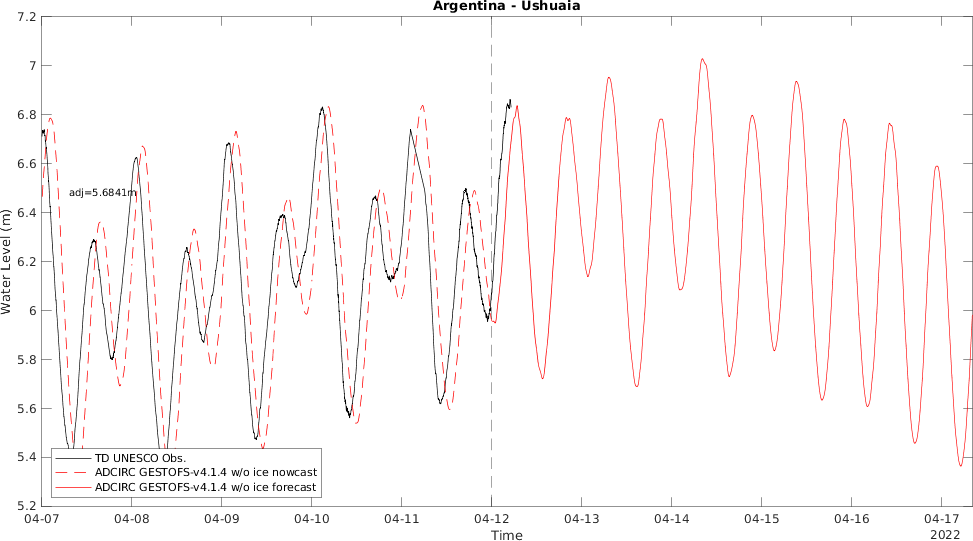 Argentina - Ushuaia
7.2
7
6.8
6.6
6.4
6.2
6
5.8
5.6
5.4
5.2
Water Level (m)
adj=5.6841m
TD UNESCO Obs.
ADCIRC GESTOFS-v4.1.4 w/o ice nowcast
ADCIRC GESTOFS-v4.1.4 w/o ice forecast
04-07 04-08 04-09 04-10 04-11 04-12 04-13 04-14 04-15 04-16 04-17
Time
2022